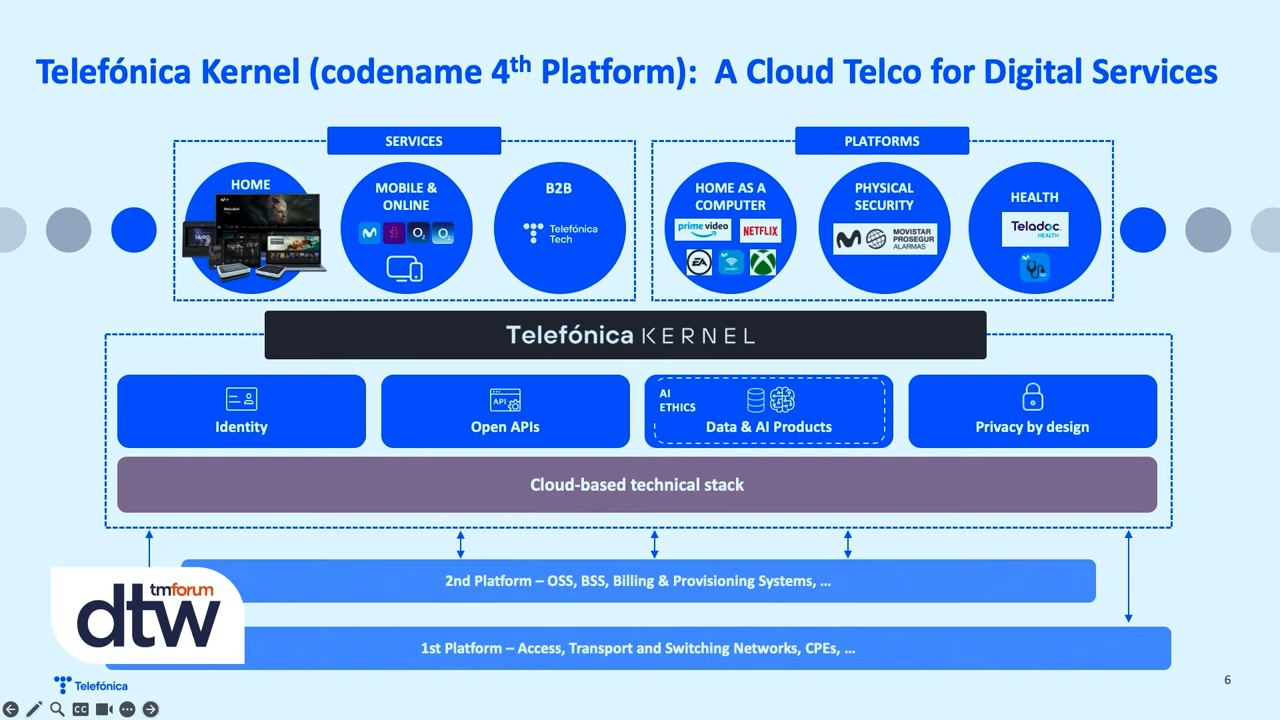 Telefónica Kernel (codename 4th Platform): A Cloud Telco for Digital Services
SERVICES
PLATFORMS
HOME
MOBILE &
ONLINE
O2
O2
B2B
Telefónica
Tech
HOME AS A
COMPUTER
prime video
NETFLIX
EA
PHYSICAL
SECURITY
MOVISTAR
PROSEGUR
ALARMAS
HEALTH
Teladoc.
HEALTH
Telefónica KERNEL
Identity
API
Open APIs
AI
ETHICS
Data & AI Products
Privacy by design
Cloud-based technical stack
2nd Platform – OSS, BSS, Billing & Provisioning Systems, ...
1st Platform – Access, Transport and Switching Networks, CPEs, ...
tmforum
dtw
Telefónica
6
CC